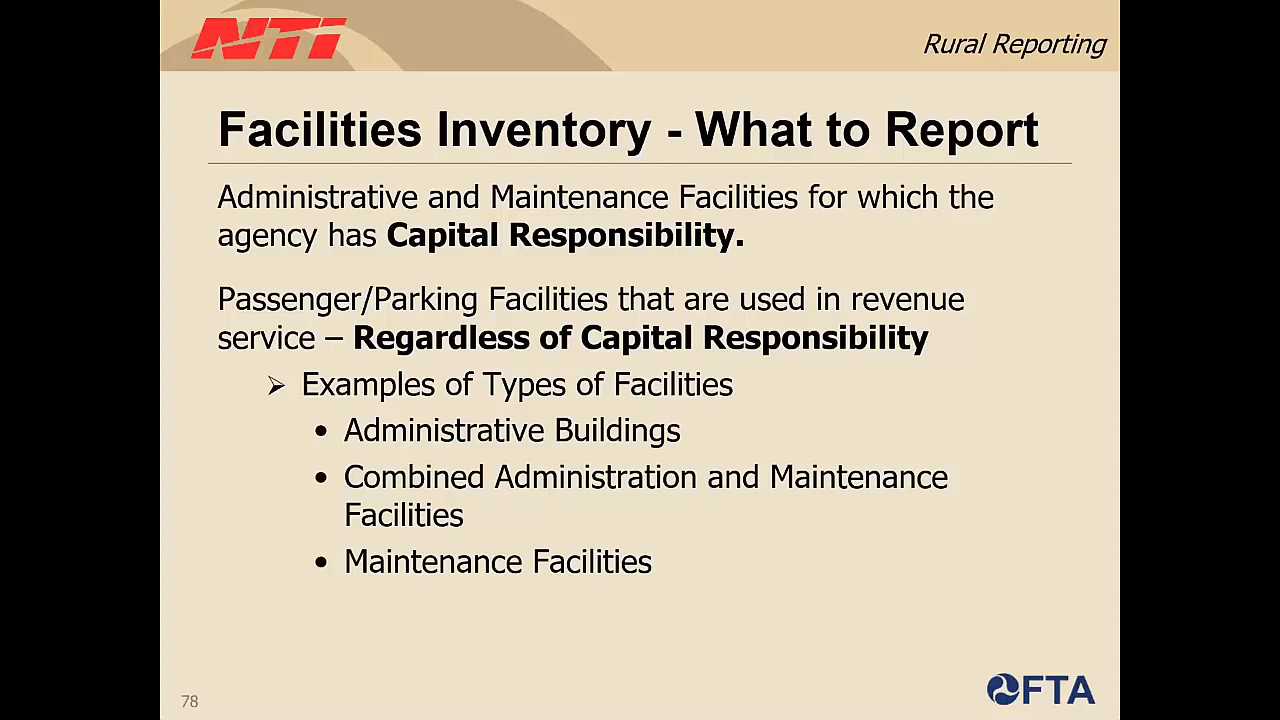 NTI
Rural Reporting
Facilities Inventory - What to Report
Administrative and Maintenance Facilities for which the
agency has Capital Responsibility.
Passenger/Parking Facilities that are used in revenue
service – Regardless of Capital Responsibility
➢ Examples of Types of Facilities
• Administrative Buildings
• Combined Administration and Maintenance
Facilities
• Maintenance Facilities
78
FTA